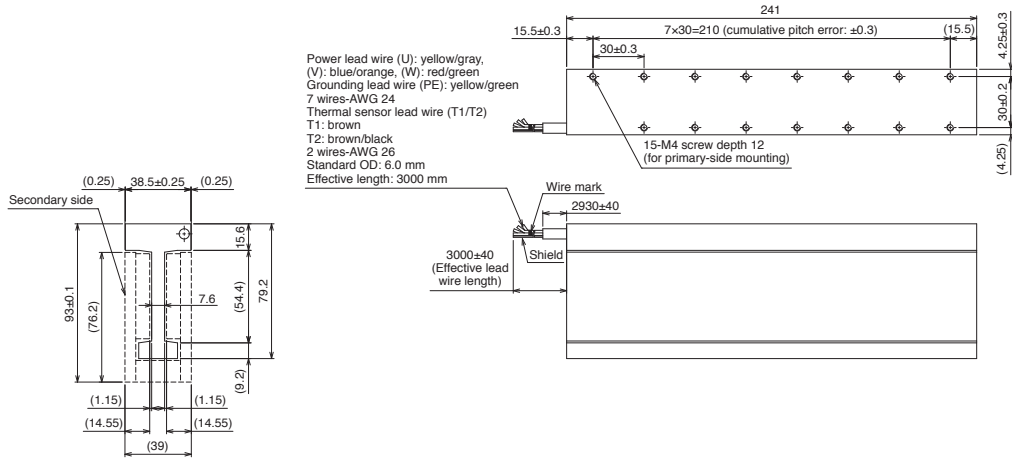 241
15.5±0.3
7×30=210 (cumulative pitch error: ±0.3)
(15.5)
4.25±0.3
30±0.3
30±0.2
(4.25)
Power lead wire (U): yellow/gray,
(V): blue/orange, (W): red/green
Grounding lead wire (PE): yellow/green
7 wires-AWG 24
Thermal sensor lead wire (T1/T2)
T1: brown
T2: brown/black
2 wires-AWG 26
Standard OD: 6.0 mm
Effective length: 3000 mm
15-M4 screw depth 12
(for primary-side mounting)
Wire mark
2930±40
Shield
3000±40
(Effective lead
wire length)
(0.25)
38.5±0.25
(0.25)
Secondary side
15.6
93±0.1
(76.2)
7.6
(54.4)
79.2
(9.2)
(1.15)
(1.15)
(14.55)
(14.55)
(39)